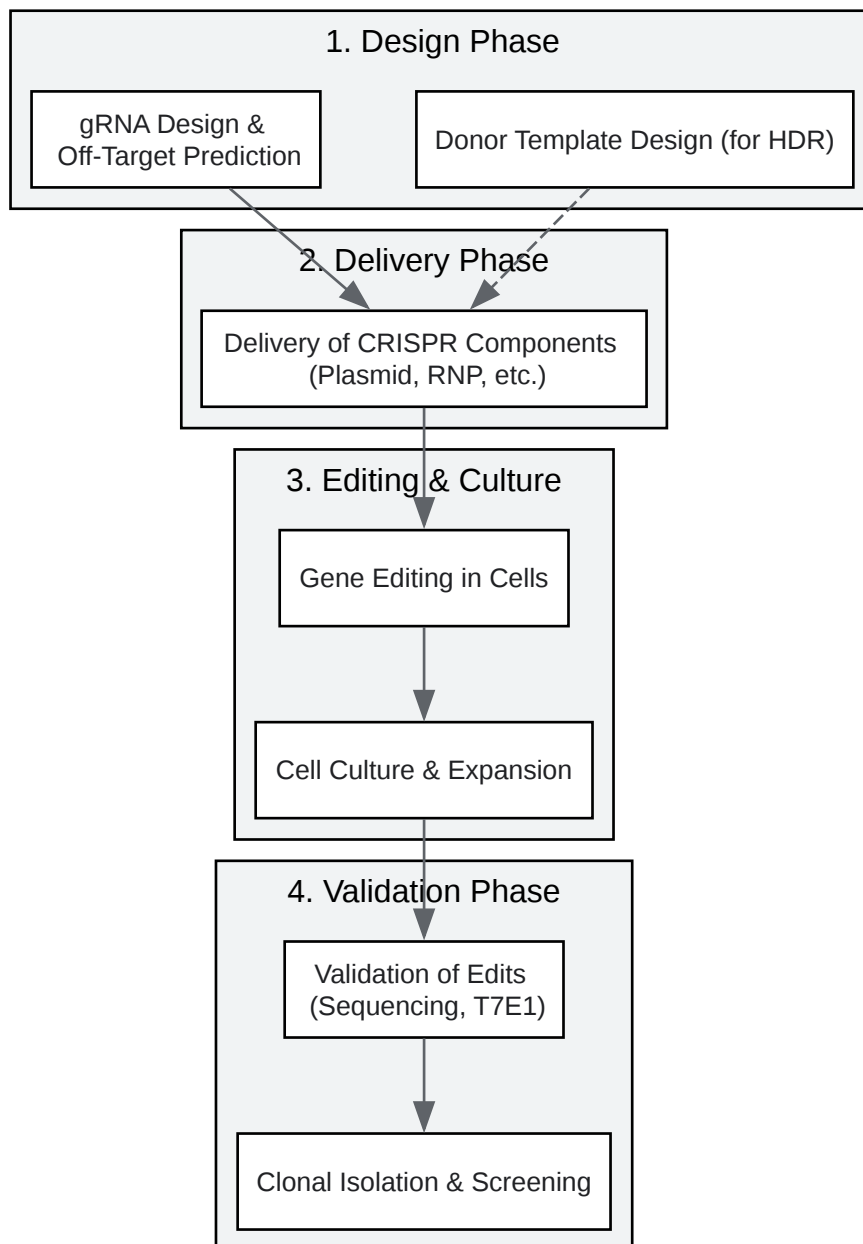 1. Design Phase
gRNA Design &
Off-Target Prediction
Donor Template Design (for HDR)
2. Delivery Phase
Delivery of CRISPR Components
(Plasmid, RNP, etc.)
3. Editing & Culture
Gene Editing in Cells
Cell Culture & Expansion
4. Validation Phase
Validation of Edits
(Sequencing, T7E1)
Clonal Isolation & Screening